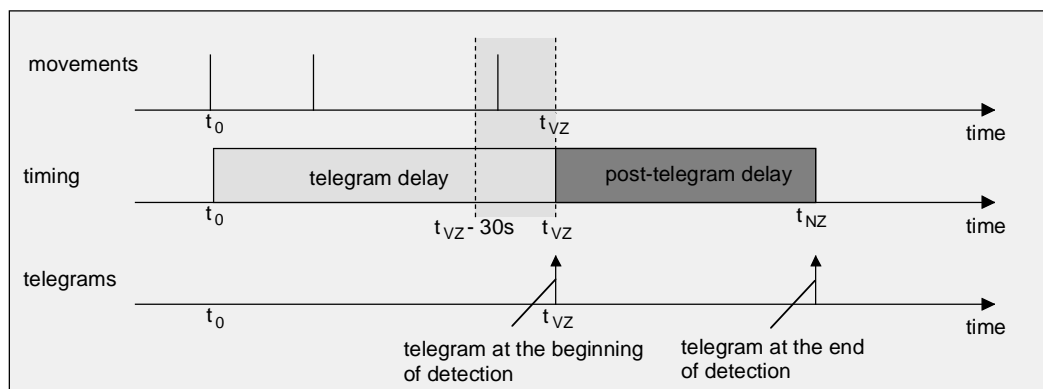 movements
t0
tVZ
time
timing
telegram delay
post-telegram delay
t0
tVZ - 30s
tVZ
tNZ
time
telegrams
t0
tVZ
time
telegram at the beginning
of detection
telegram at the end
of detection